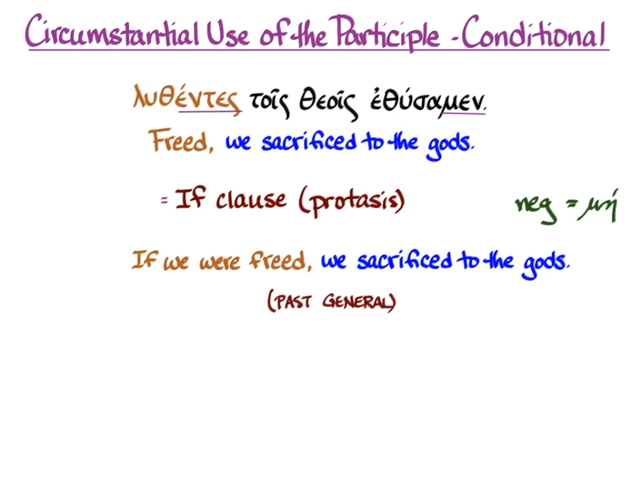 Circumstantial Use of the Participle - Conditional
λυθέντες τοῖς θεοῖς ἐθύσαμεν.
Freed, we sacrificed to the gods.
= If clause (protasis) neg = μή
If we were freed, we sacrificed to the gods.
(PAST GENERAL)